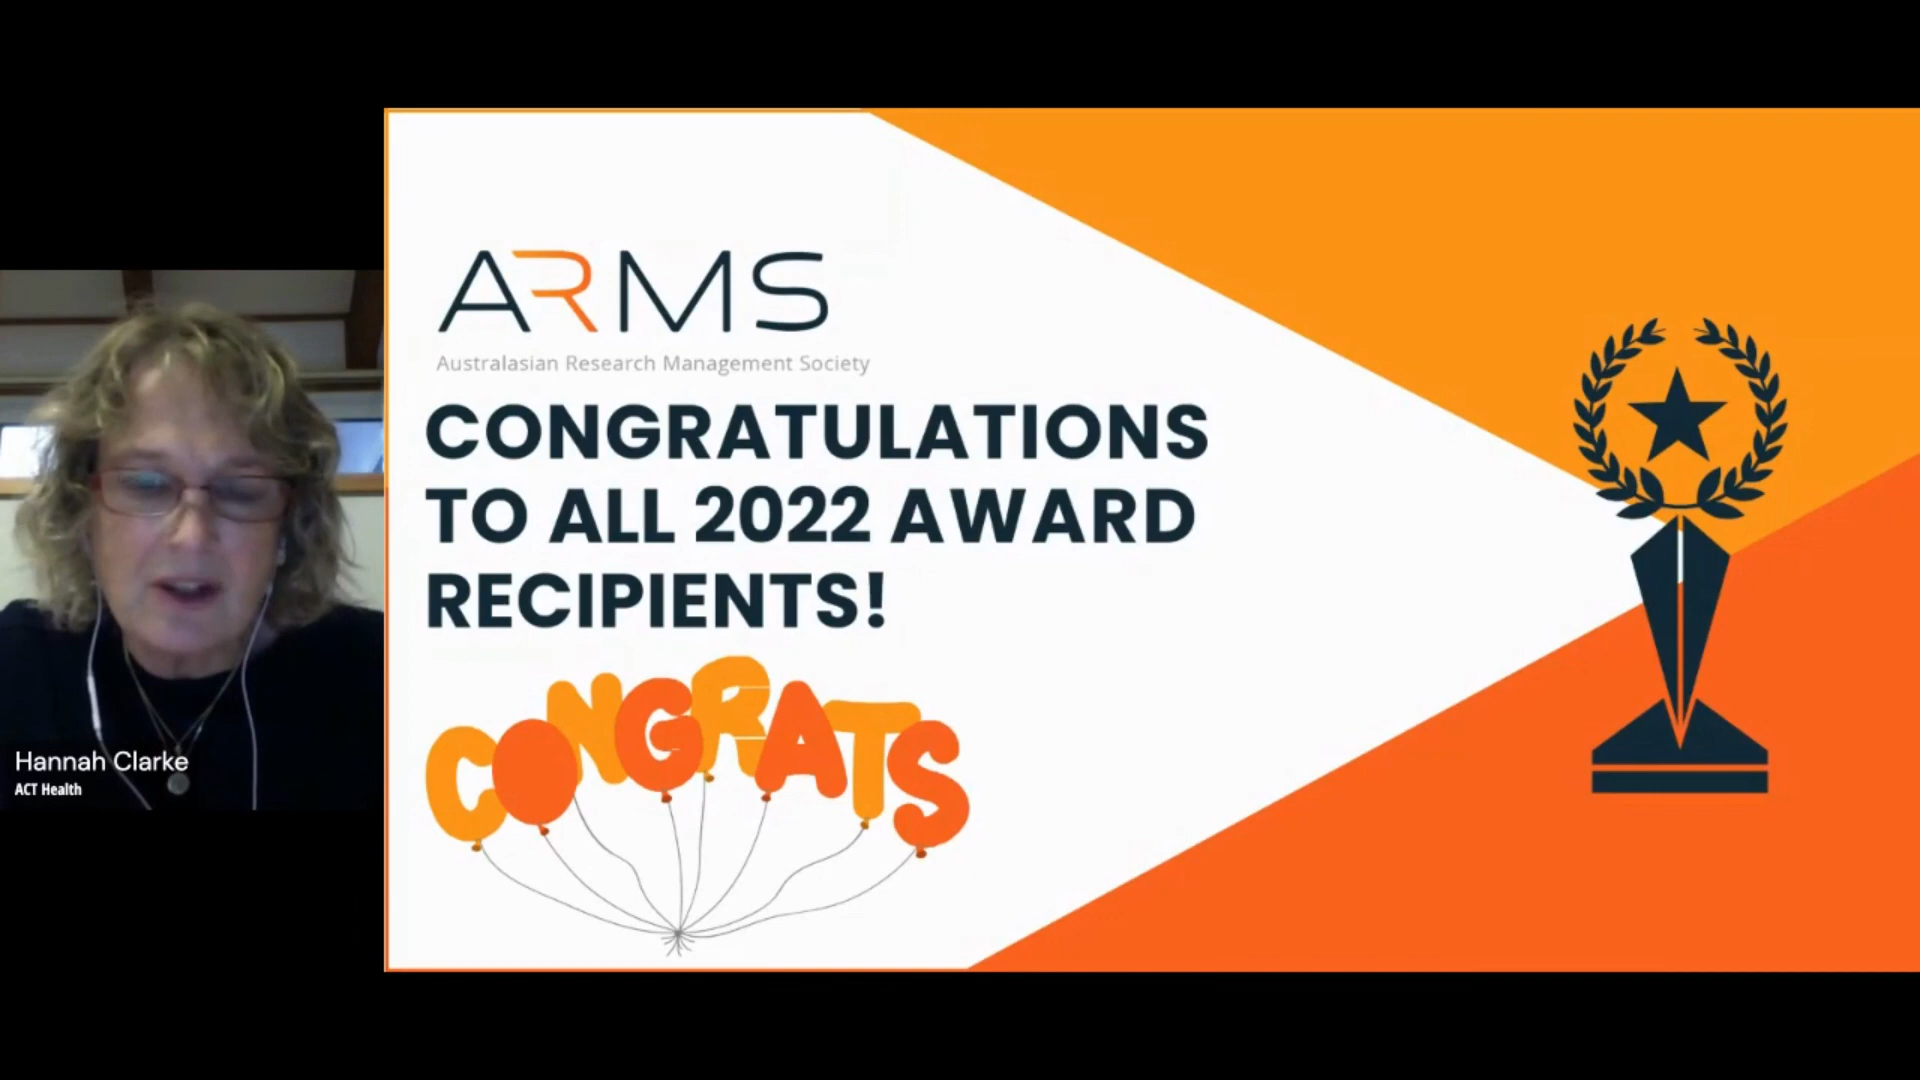 ARMS
Australasian Research Management Society
CONGRATULATIONS
TO ALL 2022 AWARD
RECIPIENTS!
CONGRATS
Hannah Clarke
ACT Health